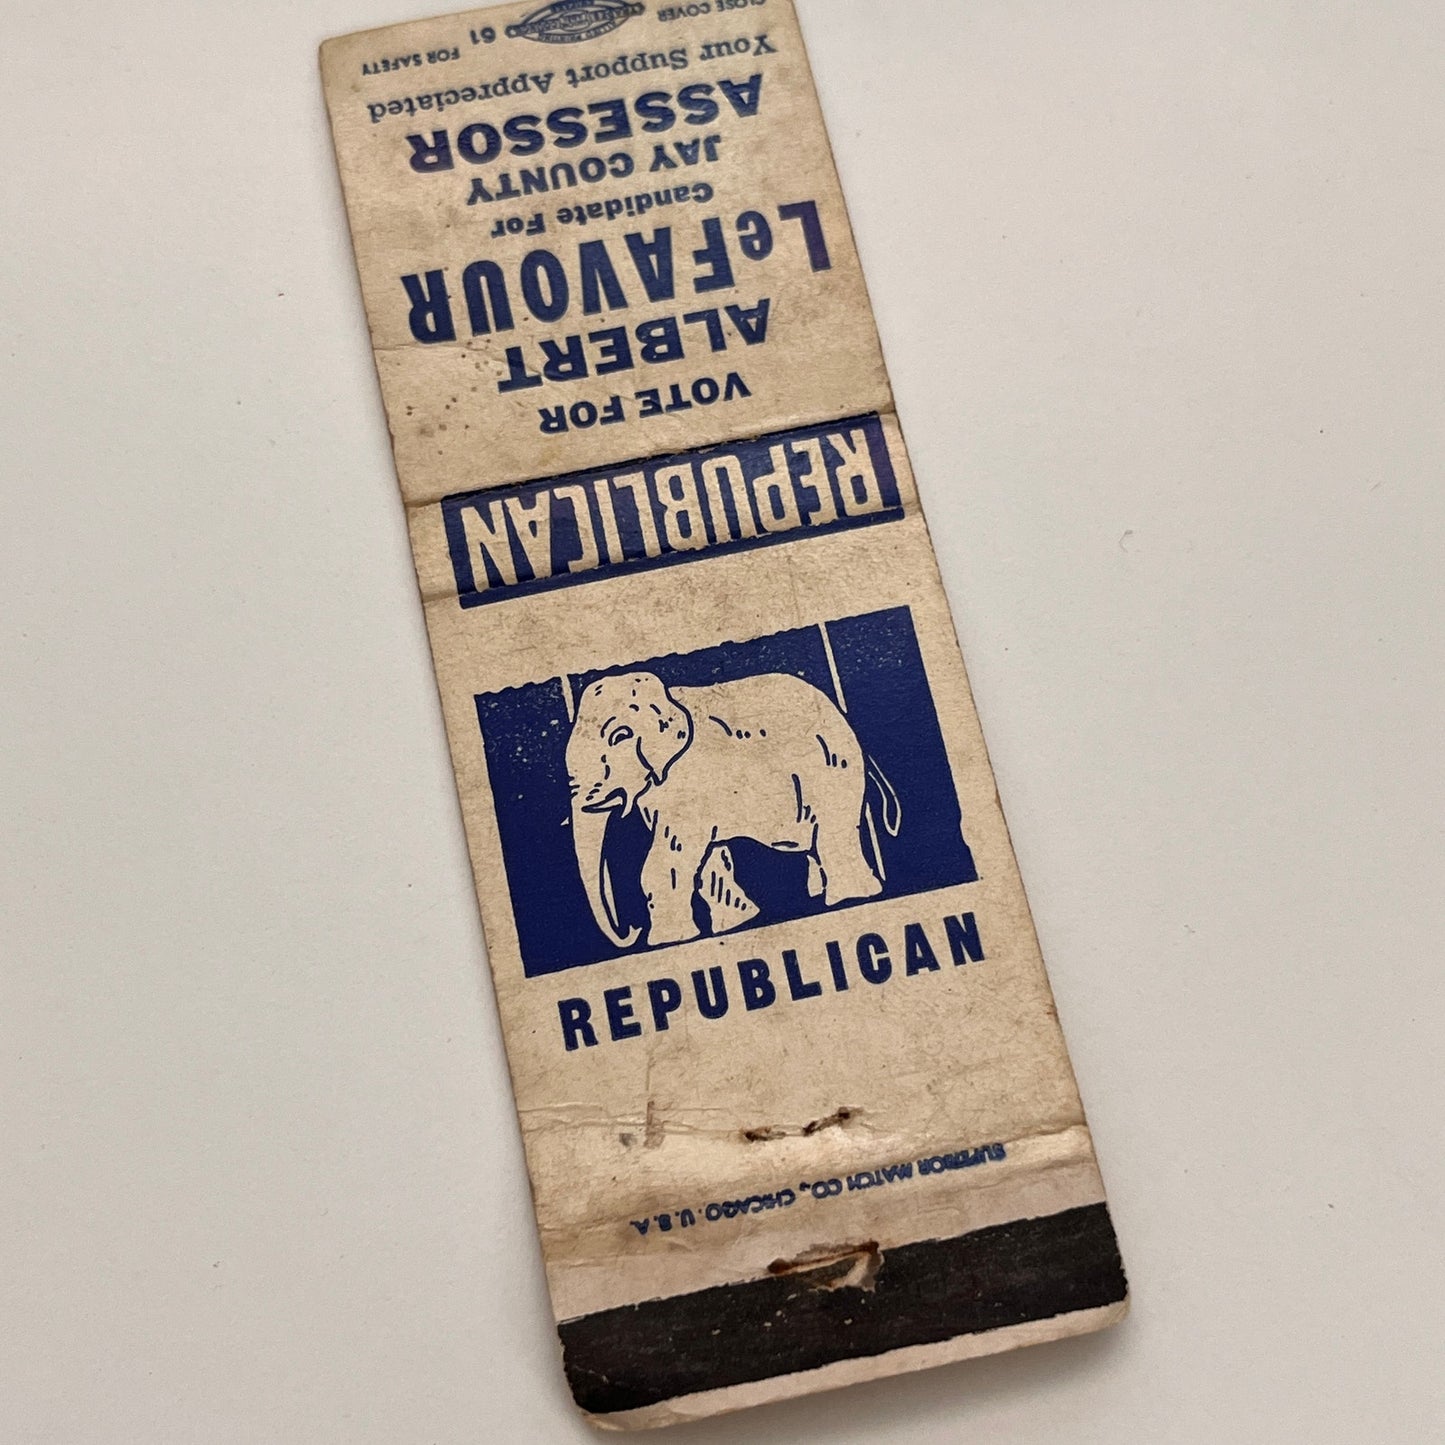 REPUBLICAN
REPUBLICAN
VOTE FOR
ALBERT
LeFAVOUR
Candidate For
JAY COUNTY
ASSESSOR
Your Support Appreciated
CLOSE COVER 61 FOR SAFETY
SUPERIOR MATCH CO., CHICAGO. U.S.A.